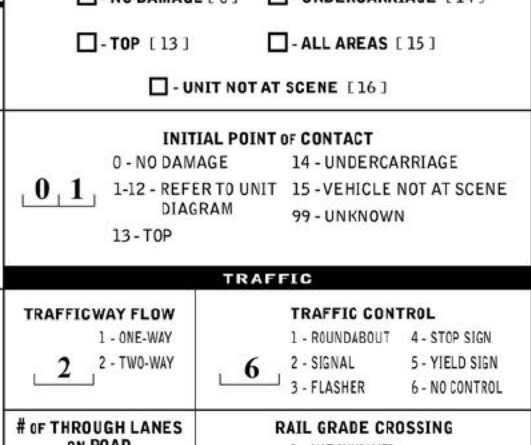 - NO DAMAGE [ 0 ] - UNDERCARRIAGE [ 14 ]
- TOP [ 13 ] - ALL AREAS [ 15 ]
- UNIT NOT AT SCENE [ 16 ]
INITIAL POINT OF CONTACT
0 - NO DAMAGE 14 - UNDERCARRIAGE
0 1 1-12 - REFER TO UNIT 15 - VEHICLE NOT AT SCENE
DIAGRAM 99 - UNKNOWN
13 - TOP
TRAFFIC
TRAFFICWAY FLOW
1 - ONE-WAY
2 2 - TWO-WAY
TRAFFIC CONTROL
1 - ROUNDABOUT 4 - STOP SIGN
6 2 - SIGNAL 5 - YIELD SIGN
3 - FLASHER 6 - NO CONTROL
# OF THROUGH LANES
ON ROAD
RAIL GRADE CROSSING